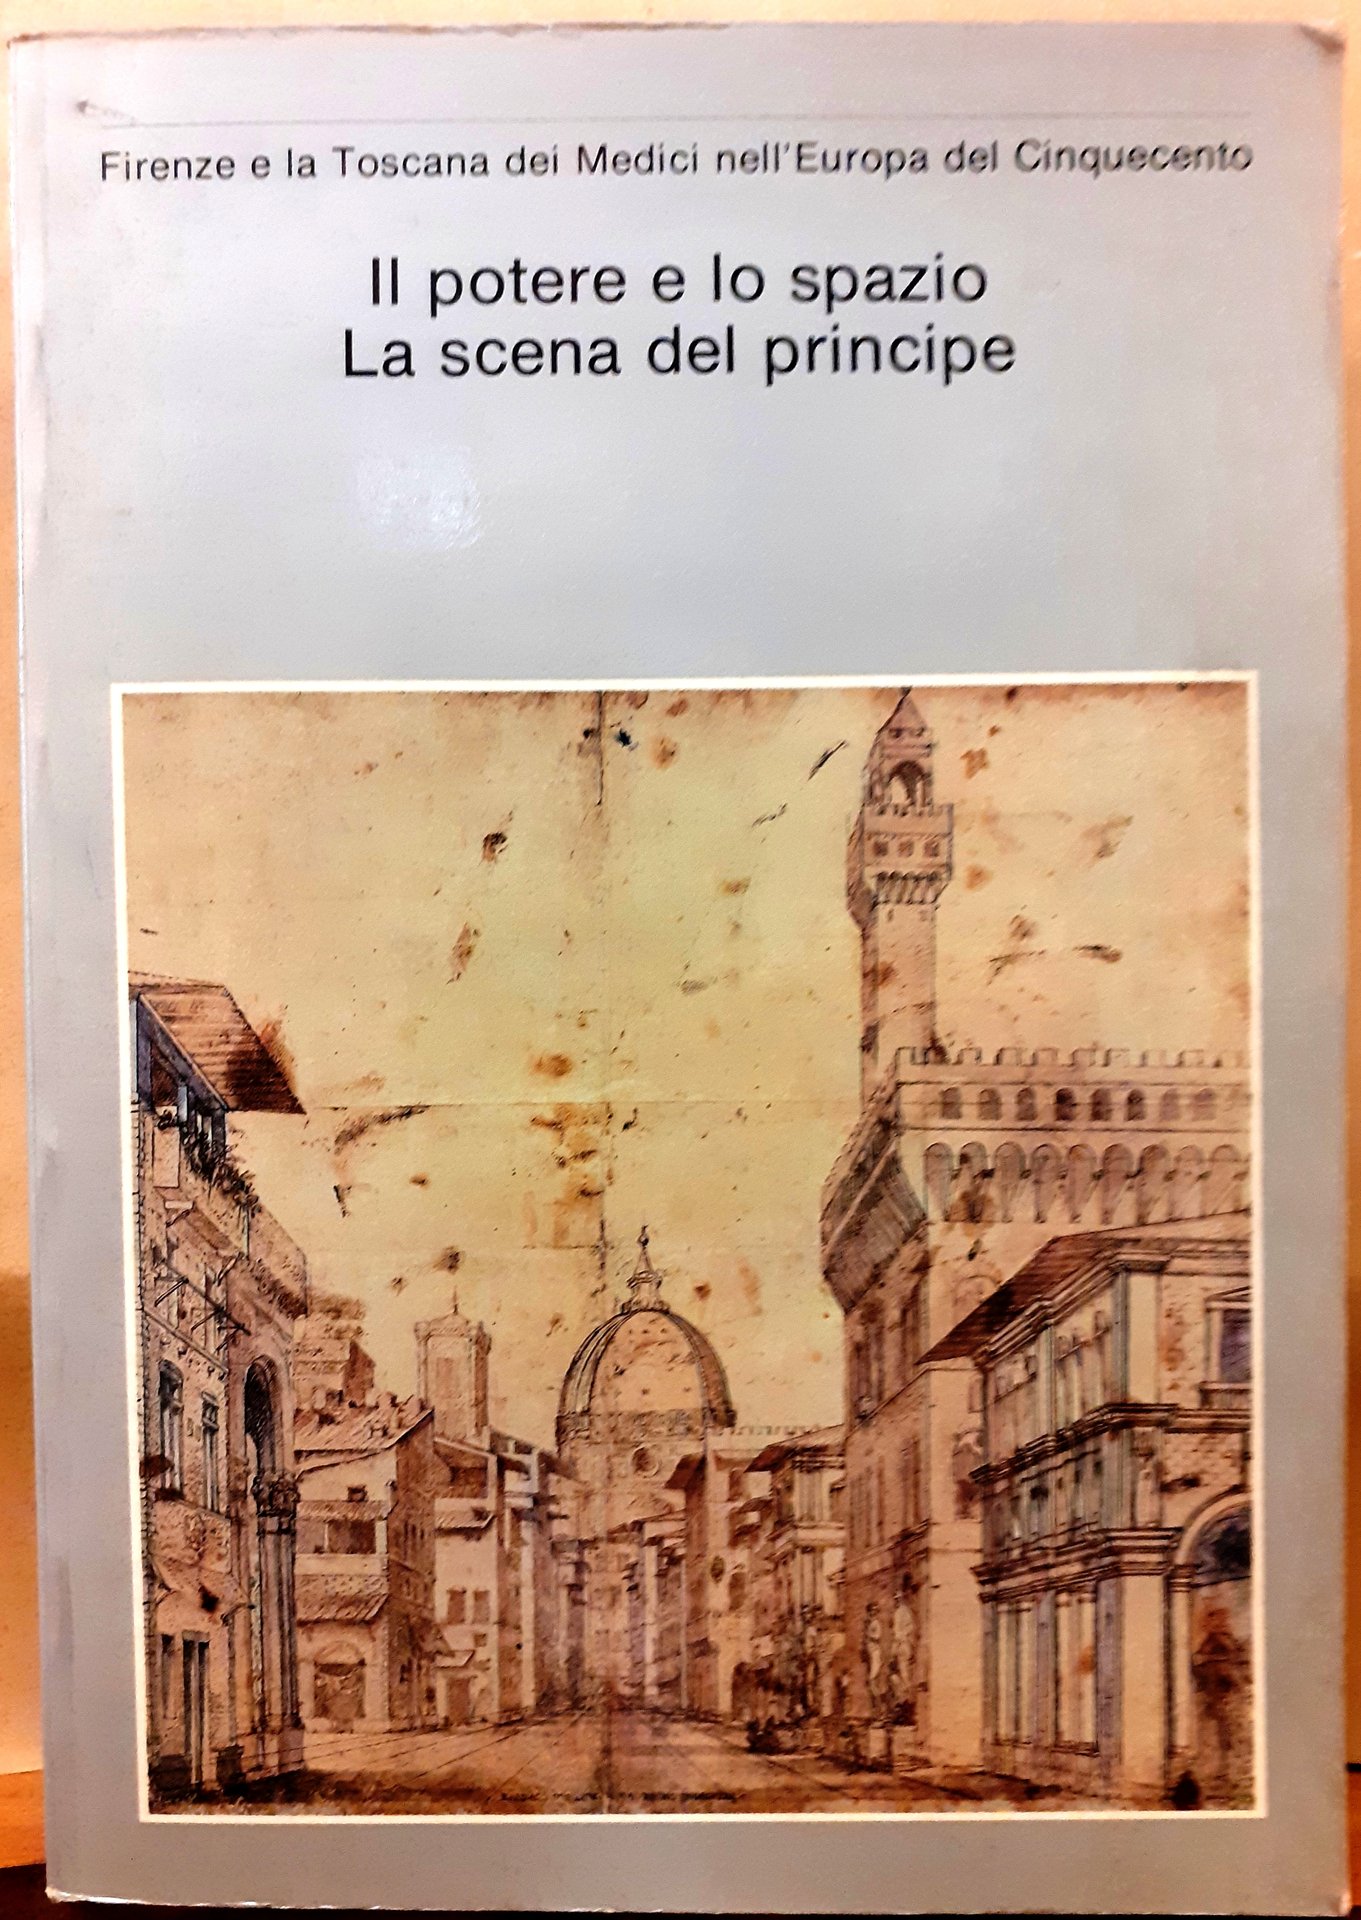 Firenze e la Toscana dei Medici nell'Europa del Cinquecento
Il potere e lo spazio
La scena del principe